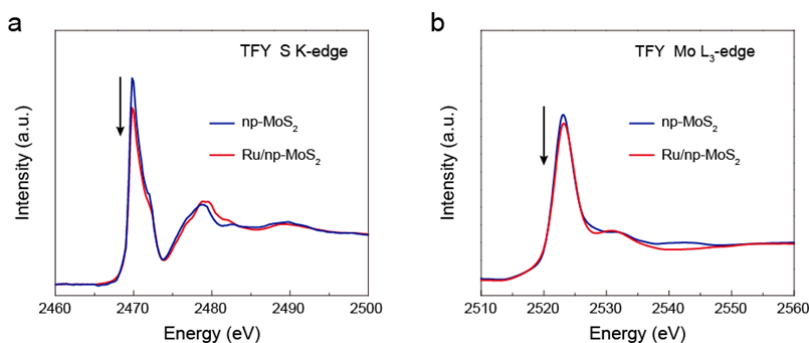 a
TFY S K-edge
np-MoS₂
Ru/np-MoS₂
Intensity (a.u.)
2460 2470 2480 2490 2500
Energy (eV)
b
TFY Mo L₃-edge
np-MoS₂
Ru/np-MoS₂
Intensity (a.u.)
2510 2520 2530 2540 2550 2560
Energy (eV)